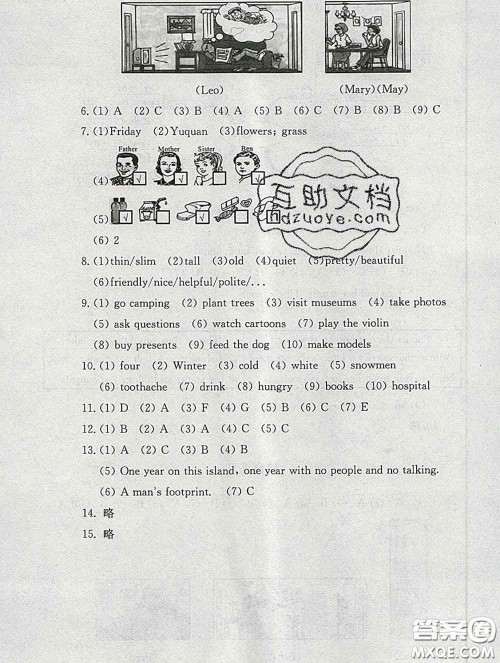 (Leo) (Mary)(May)
6. (1) A (2) C (3) B (4) A (5) B (6) C (7) B (8) B (9) C
7. (1)Friday (2) Yuquan (3)flowers; grass
Father Mother Sister Ben
(4) √ √ √
(5) √ √
(6) 2
互助文档
hdzuowe.com
8. (1)thin/slim (2)tall (3)old (4)quiet (5)pretty/beautiful
(6)friendly/nice/helpful/polite/...
9. (1) go camping (2) plant trees (3) visit museums (4) take photos
(5) ask questions (6) watch cartoons (7) play the violin
(8) buy presents (9) feed the dog (10) make models
10. (1) four (2) Winter (3) cold (4) white (5) snowmen
(6) toothache (7) drink (8) hungry (9) books (10) hospital
11. (1) D (2) A (3) F (4) G (5) B (6) C (7) E
12. (1) B (2) A (3) A (4) C (5) C
13. (1) A (2) C (3) B (4) B
(5) One year on this island, one year with no people and no talking.
(6) A man's footprint. (7) C
14. 略
15. 略
答案圈
MXQE.COM